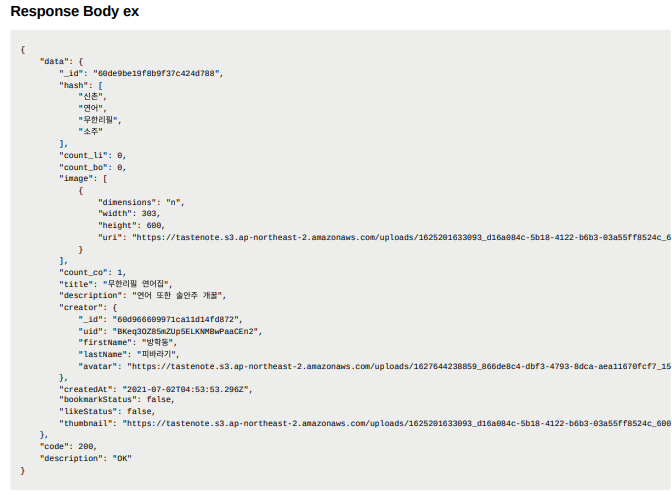 Response Body ex
{
"data": {
"_id": "60de9be19f8b9f37c424d788",
"hash": [
"신촌",
"연어",
"무한리필",
"소주"
],
"count_li": 0,
"count_bo": 0,
"image": [
{
"dimensions": "n",
"width": 303,
"height": 600,
"uri": "https://tastenote.s3.ap-northeast-2.amazonaws.com/uploads/1625201633093_d16a084c-5b18-4122-b6b3-03a55ff8524c_6
}
],
"count_co": 1,
"title": "무한리필 연어집",
"description": "연어 또한 술안주 개꿀",
"creator": {
"_id": "60d966609971ca11d14fd872",
"uid": "BKeq3OZ85mZUp5ELKNMBwPaaCEn2",
"firstName": "방학동",
"lastName": "피바라기",
"avatar": "https://tastenote.s3.ap-northeast-2.amazonaws.com/uploads/1627644238859_866de8c4-dbf3-4793-8dca-aea11670fcf7_15
},
"createdAt": "2021-07-02T04:53:53.296Z",
"bookmarkStatus": false,
"likeStatus": false,
"thumbnail": "https://tastenote.s3.ap-northeast-2.amazonaws.com/uploads/1625201633093_d16a084c-5b18-4122-b6b3-03a55ff8524c_600
},
"code": 200,
"description": "OK"
}